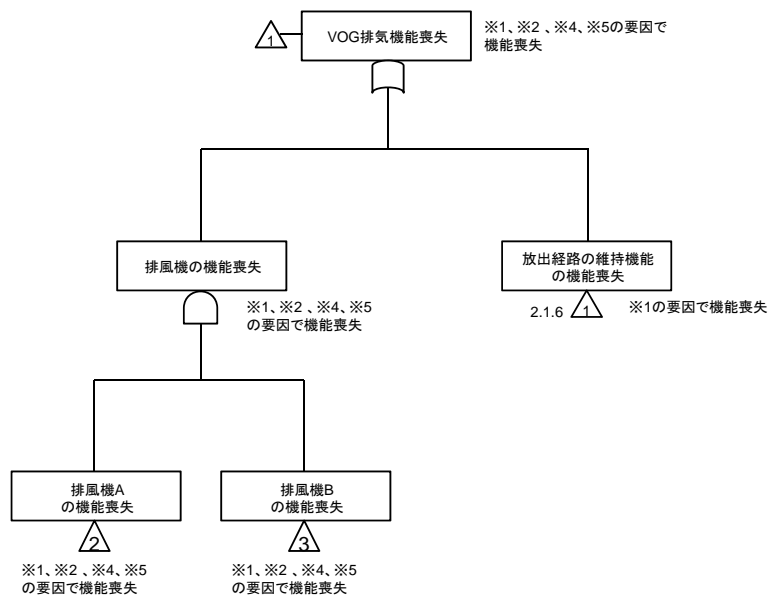 1
VOG排気機能喪失
※1、※2 、※4、※5の要因で
機能喪失
排風機の機能喪失
※1、※2 、※4、※5
の要因で機能喪失
放出経路の維持機能
の機能喪失
2.1.6
1
※1の要因で機能喪失
排風機A
の機能喪失
2
※1、※2 、※4、※5
の要因で機能喪失
排風機B
の機能喪失
3
※1、※2 、※4、※5
の要因で機能喪失